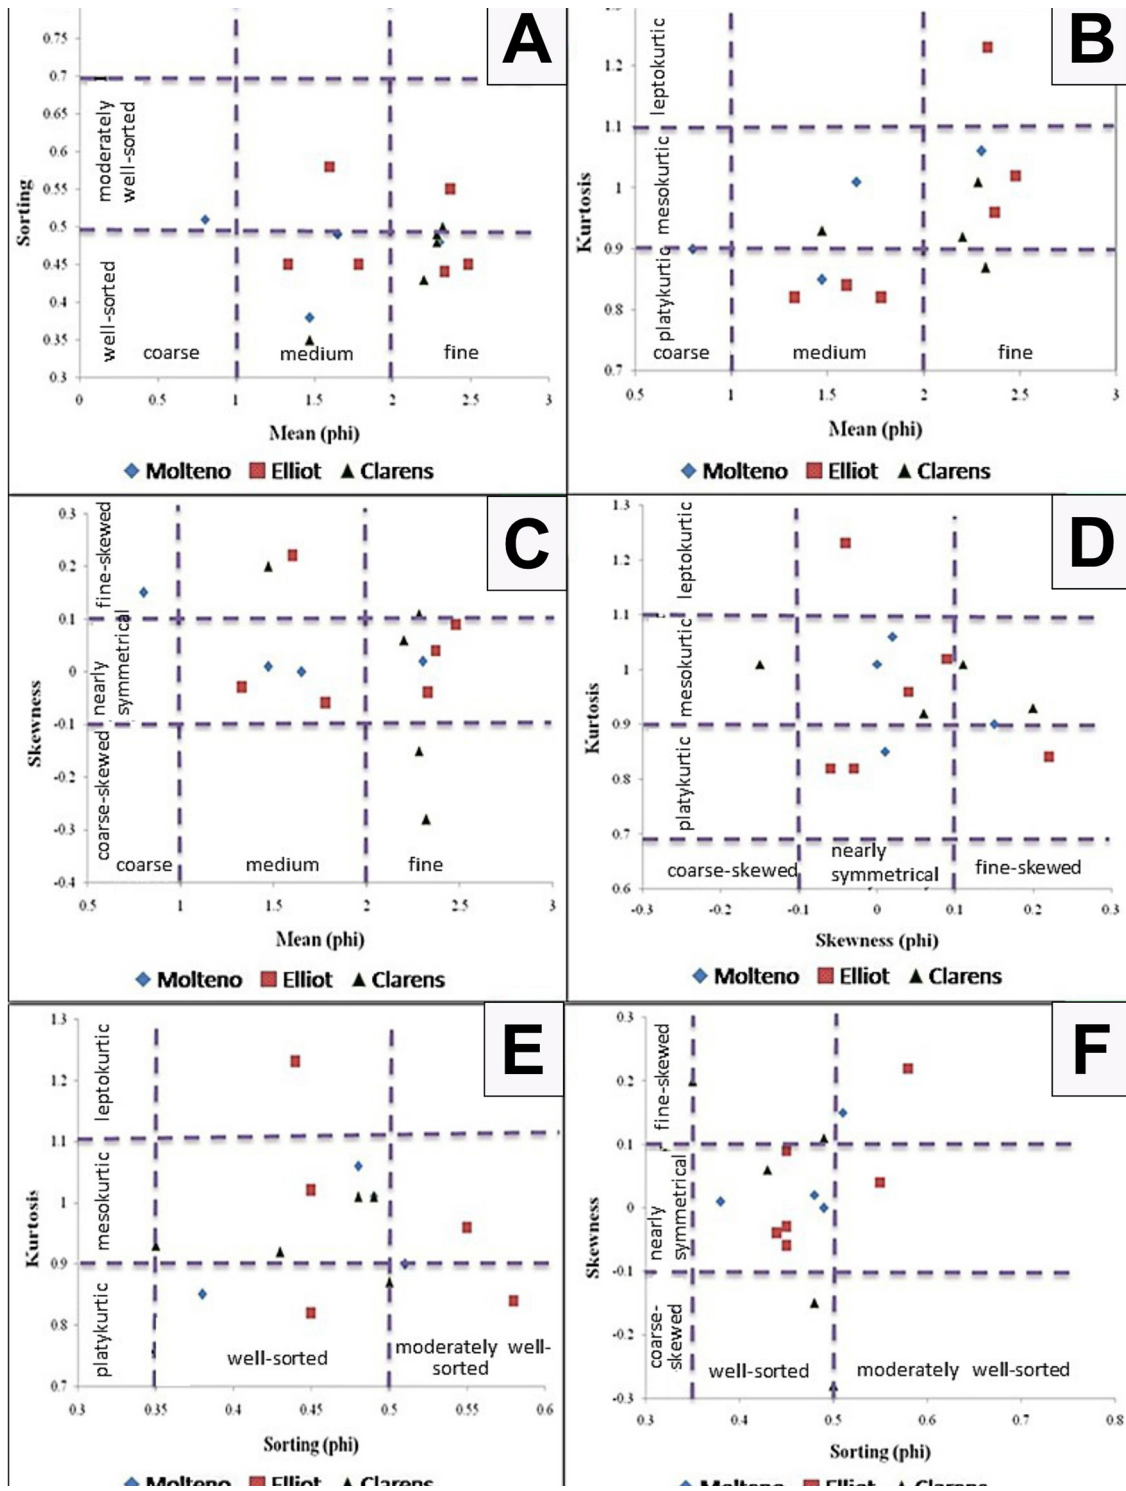 A
0.75
0.7
0.65
0.6
0.55
0.5
0.45
0.4
0.35
0.3
Sorting
moderately
well-sorted
well-sorted
coarse
medium
fine
0
0.5
1
1.5
2
2.5
3
Mean (phi)
Molteno Elliot Clarens
B
1.2
1.1
1
0.9
0.8
0.7
Kurtosis
leptokurtic
mesokurtic
platykurtic
coarse
medium
fine
0.5
1
1.5
2
2.5
3
Mean (phi)
Molteno Elliot Clarens
C
0.3
0.2
0.1
0
-0.1
-0.2
-0.3
-0.4
Skewness
fine-skewed
nearly
symmetrical
coarse-skewed
coarse
medium
fine
0.5
1
1.5
2
2.5
3
Mean (phi)
Molteno Elliot Clarens
D
1.3
1.2
1.1
1
0.9
0.8
0.7
0.6
Kurtosis
leptokurtic
mesokurtic
platykurtic
coarse-skewed
nearly
symmetrical
fine-skewed
-0.3
-0.2
-0.1
0
0.1
0.2
0.3
Skewness (phi)
Molteno Elliot Clarens
E
1.3
1.2
1.1
1
0.9
0.8
0.7
Kurtosis
leptokurtic
mesokurtic
platykurtic
well-sorted
moderately well-
sorted
0.3
0.35
0.4
0.45
0.5
0.55
0.6
Sorting (phi)
Molteno Elliot Clarens
F
0.3
0.2
0.1
0
-0.1
-0.2
-0.3
Skewness
fine-skewed
nearly
symmetrical
coarse-
skewed
well-sorted
moderately well-sorted
0.3
0.4
0.5
0.6
0.7
0.8
Sorting (phi)
Molteno Elliot Clarens